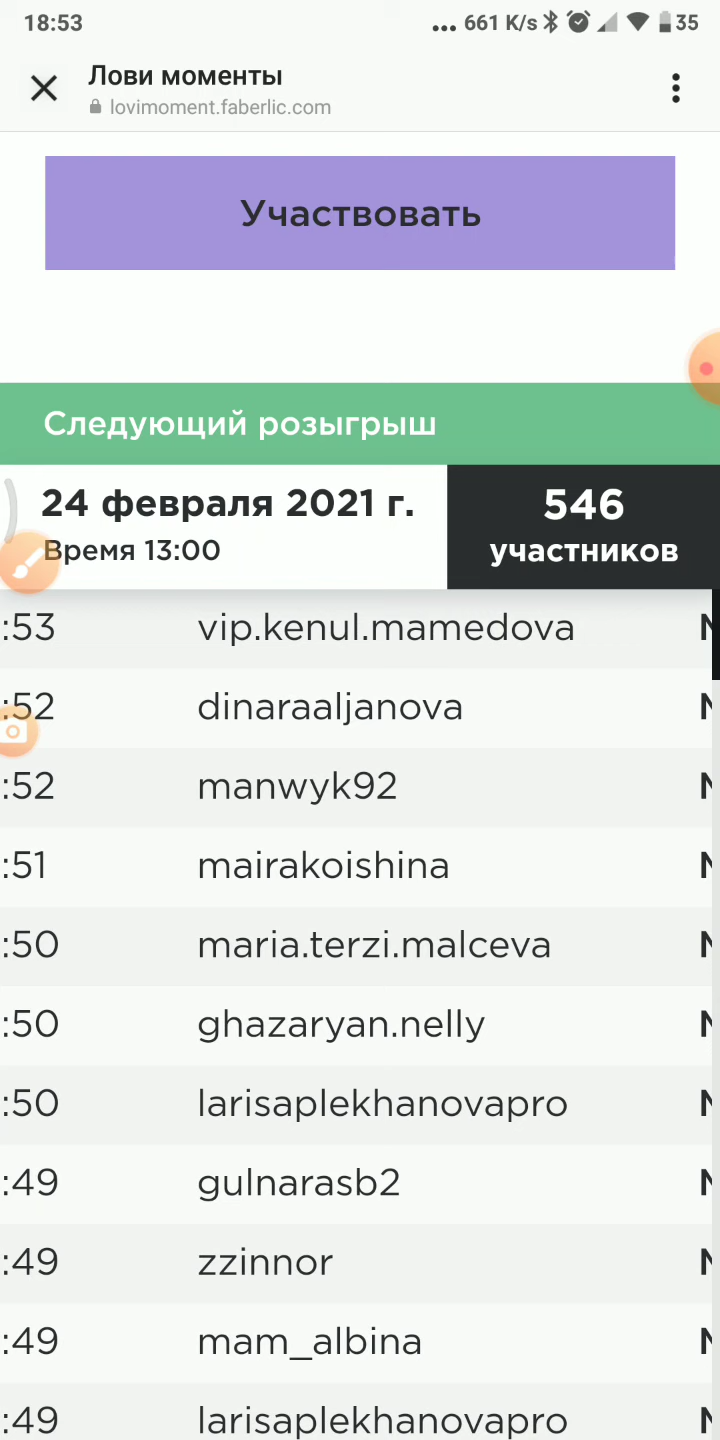 18:53
... 661 K/s 35
Лови моменты
lovimoment.faberlic.com
Участвовать
Следующий розыгрыш
24 февраля 2021 г.
Время 13:00
546
участников
:53 vip.kenul.mamedova
:52 dinaraaljanova
:52 manwyk92
:51 mairakoishina
:50 maria.terzi.malceva
:50 ghazaryan.nelly
:50 larisaplekhanovapro
:49 gulnarasb2
:49 zzinnor
:49 mam_albina
:49 larisaplekhanovapro